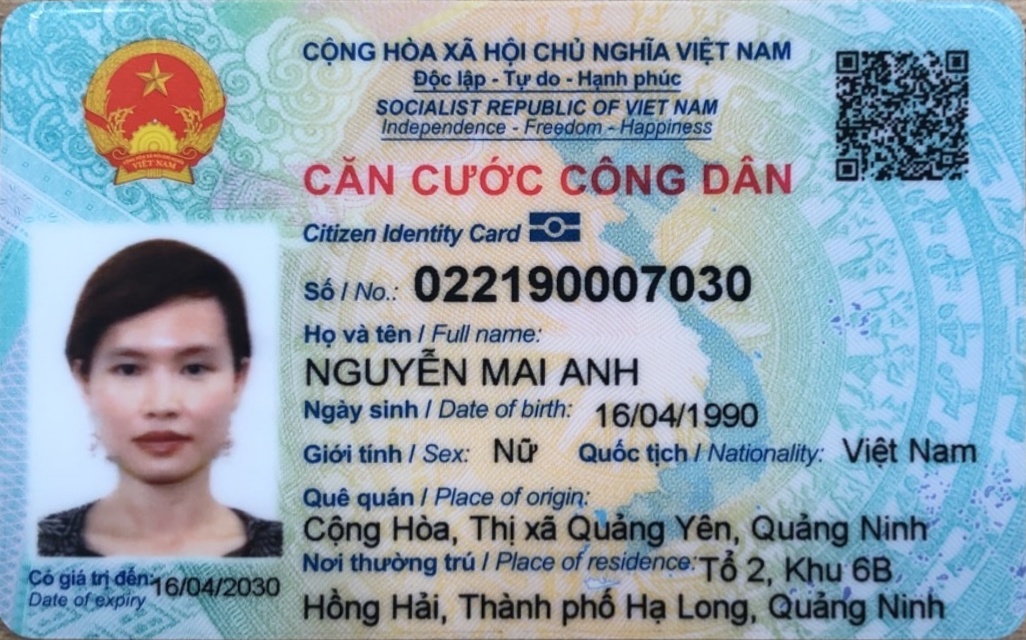 CỘNG HÒA XÃ HỘI CHỦ NGHĨA VIỆT NAM
Độc lập - Tự do - Hạnh phúc
SOCIALIST REPUBLIC OF VIET NAM
Independence - Freedom - Happiness
CĂN CƯỚC CÔNG DÂN
Citizen Identity Card
Số / No.: 022190007030
Họ và tên / Full name:
NGUYỄN MAI ANH
Ngày sinh / Date of birth: 16/04/1990
Giới tính / Sex: Nữ Quốc tịch / Nationality: Việt Nam
Quê quán / Place of origin:
Cộng Hòa, Thị xã Quảng Yên, Quảng Ninh
Nơi thường trú / Place of residence: Tổ 2, Khu 6B
Hồng Hải, Thành phố Hạ Long, Quảng Ninh
Có giá trị đến: 16/04/2030
Date of expiry
VIỆT NAM